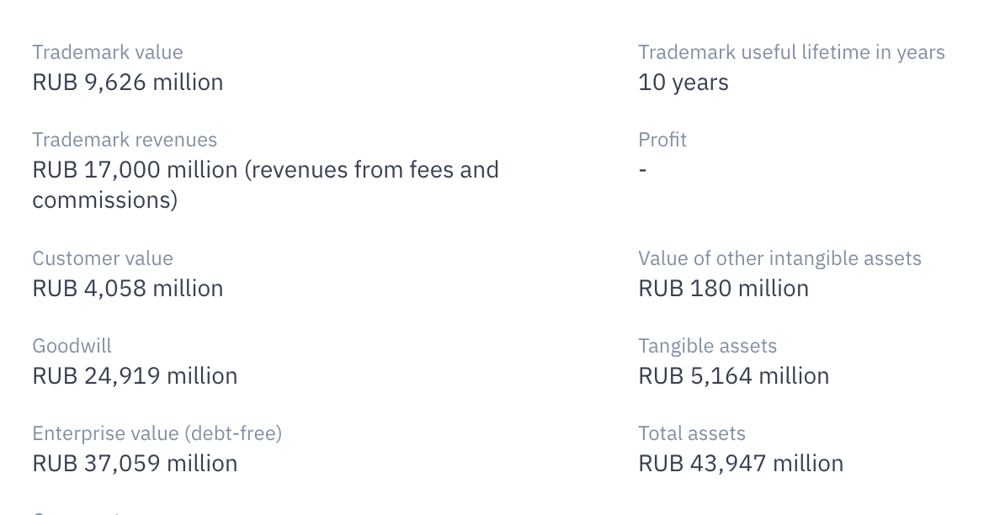 Trademark value
RUB 9,626 million
Trademark useful lifetime in years
10 years
Trademark revenues
RUB 17,000 million (revenues from fees and
commissions)
Profit
-
Customer value
RUB 4,058 million
Value of other intangible assets
RUB 180 million
Goodwill
RUB 24,919 million
Tangible assets
RUB 5,164 million
Enterprise value (debt-free)
RUB 37,059 million
Total assets
RUB 43,947 million